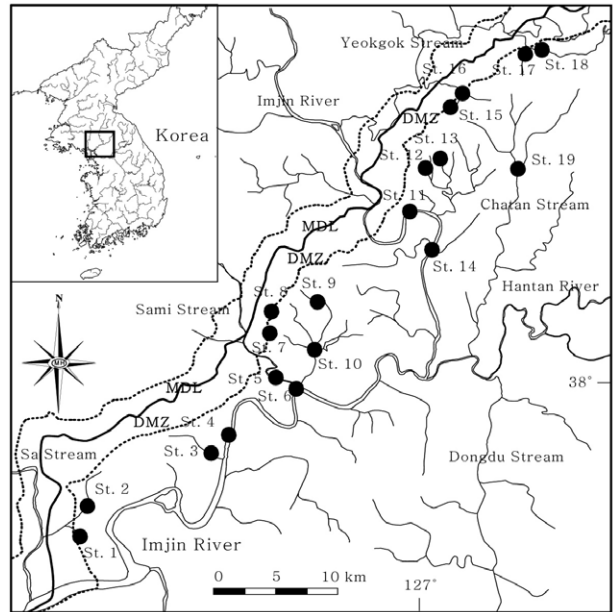 Yeokgok Stream
St. 16
St. 17
St. 18
Imjin River
Korea
DMZ
St. 15
St. 13
St. 12
St. 19
St. 11
Chatan Stream
MDL
DMZ
St. 14
St. 9
Hantan River
St. 8
Sami Stream
N
St. 7
St. 10
St. 5
38°
MDL
St. 6
DMZ
St. 4
St. 3
Sa Stream
Dongdu Stream
St. 2
St. 1
Imjin River
0 5 10 km
127°